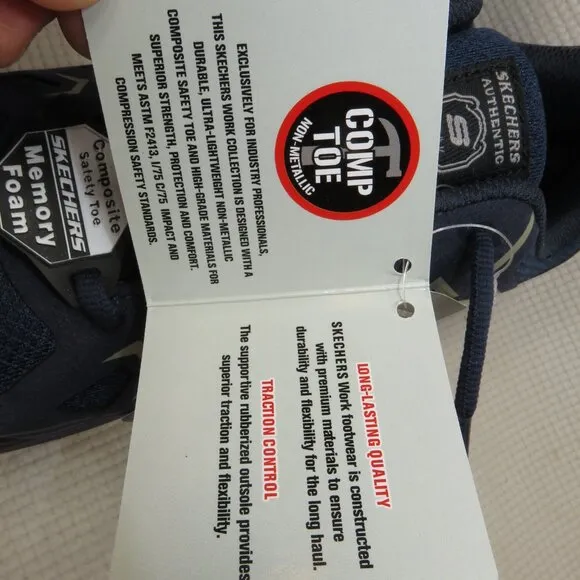 COMP
TOE
NON-METALLIC
EXCLUSIVELY FOR INDUSTRY PROFESSIONALS,
THIS SKECHERS WORK COLLECTION IS DESIGNED WITH A
DURABLE, ULTRA-LIGHTWEIGHT NON-METALLIC
COMPOSITE SAFETY TOE AND HIGH-GRADE MATERIALS FOR
SUPERIOR STRENGTH, PROTECTION AND COMFORT.
MEETS ASTM F2413, I/75 C/75 IMPACT AND
COMPRESSION SAFETY STANDARDS.
LONG-LASTING QUALITY
SKECHERS Work footwear is constructed
with premium materials to ensure
durability and flexibility for the long haul.
TRACTION CONTROL
The supportive rubberized outsole provides
superior traction and flexibility.
Composite
Safety Toe
SKECHERS
Memory
Foam
SKECHERS
AUTHENTIC
S